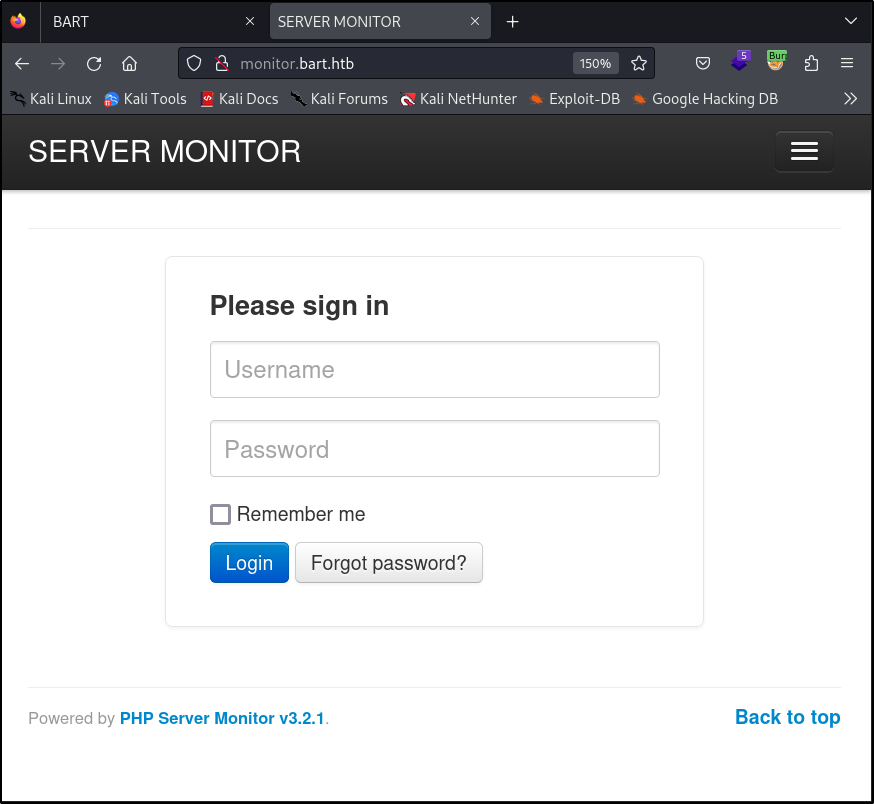 BART
SERVER MONITOR
monitor.bart.htb 150% 5 Bur
Kali Linux Kali Tools Kali Docs Kali Forums Kali NetHunter Exploit-DB Google Hacking DB
SERVER MONITOR
Please sign in
Username
Password
Remember me
Login Forgot password?
Powered by PHP Server Monitor v3.2.1. Back to top